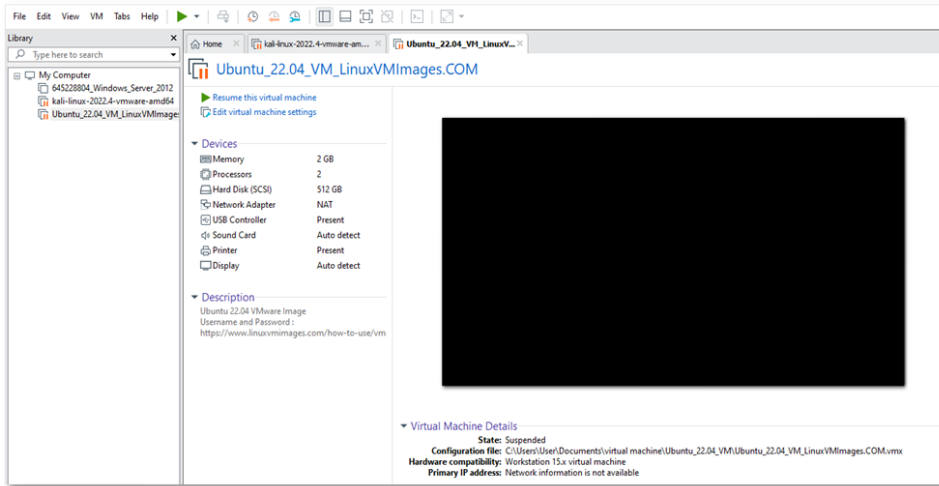 File Edit View VM Tabs Help
Library
Type here to search
My Computer
645228804_Windows_Server_2012
kali-linux-2022.4-vmware-amd64
Ubuntu_22.04_VM_LinuxVMImages
Home
kali-linux-2022.4-vmware-am...
Ubuntu_22.04_VM_LinuxV...
Ubuntu_22.04_VM_LinuxVMImages.COM
Resume this virtual machine
Edit virtual machine settings
Devices
Memory 2 GB
Processors 2
Hard Disk (SCSI) 512 GB
Network Adapter NAT
USB Controller Present
Sound Card Auto detect
Printer Present
Display Auto detect
Description
Ubuntu 22.04 VMware Image
Username and Password :
https://www.linuxvmimages.com/how-to-use/vm
Virtual Machine Details
State: Suspended
Configuration file: C:\Users\User\Documents\virtual machine\Ubuntu_22.04_VM\Ubuntu_22.04_VM_LinuxVMImages.COM.vmx
Hardware compatibility: Workstation 15.x virtual machine
Primary IP address: Network information is not available